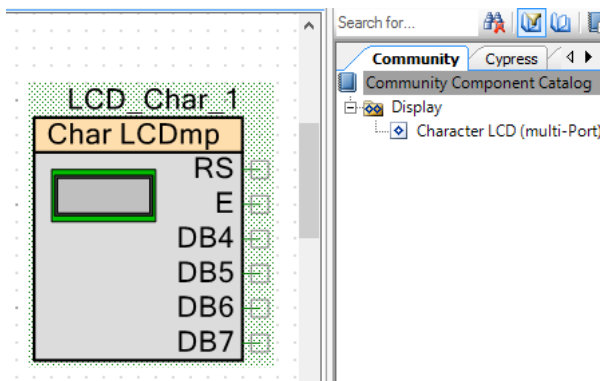 LCD_Char_1
Char LCDmp
RS
E
DB4
DB5
DB6
DB7
Search for...
Community Cypress
Community Component Catalog
Display
Character LCD (multi-Port)